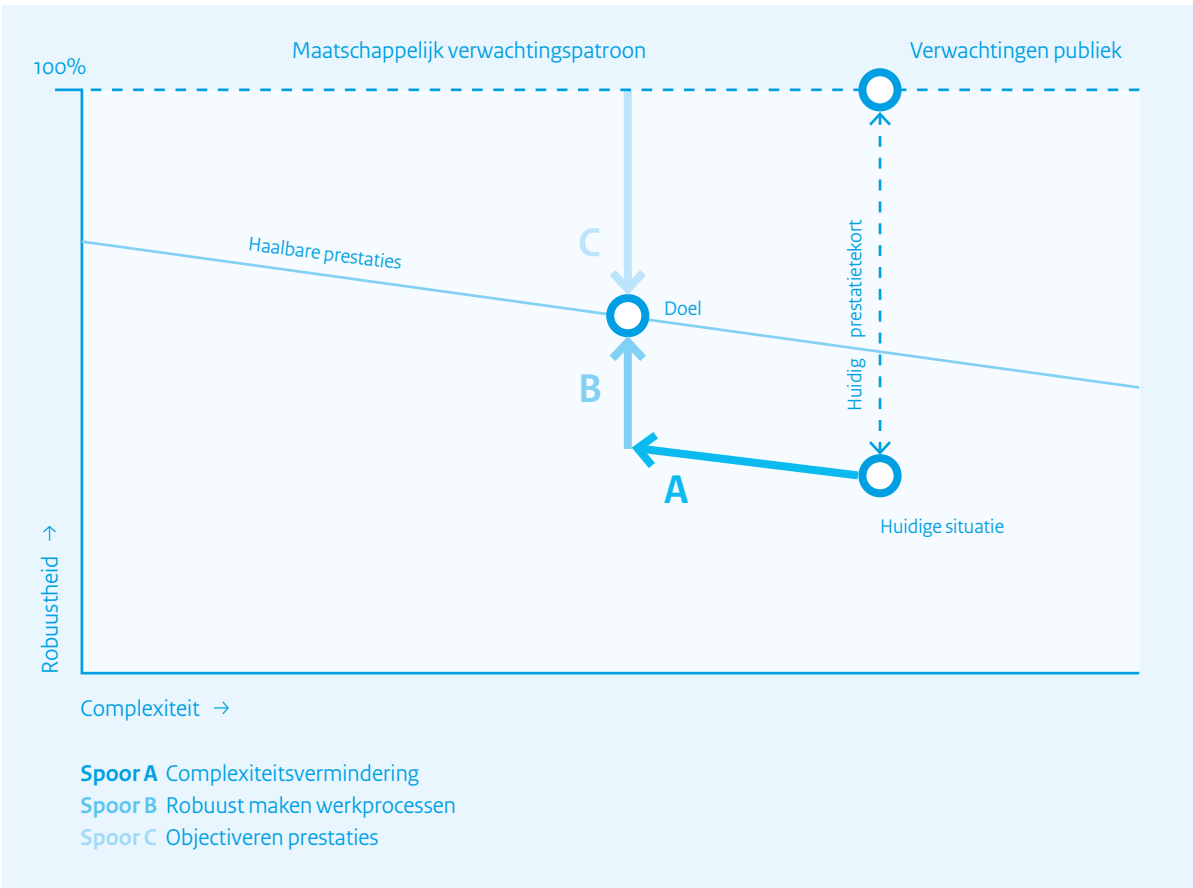 Maatschappelijk verwachtingspatroon
Verwachtingen publiek
100%
Haalbare prestaties
C
Doel
Huidig prestatietekort
B
A
Huidige situatie
Robuustheid →
Complexiteit →
Spoor A Complexiteitsvermindering
Spoor B Robuust maken werkprocessen
Spoor C Objectiveren prestaties